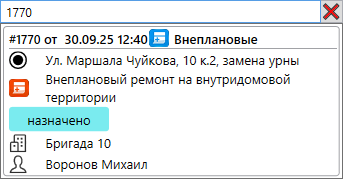 1770
#1770 от 30.09.25 12:40 Внеплановые
Ул. Маршала Чуйкова, 10 к.2, замена урны
Внеплановый ремонт на внутридомовой
территории
назначено
Бригада 10
Воронов Михаил